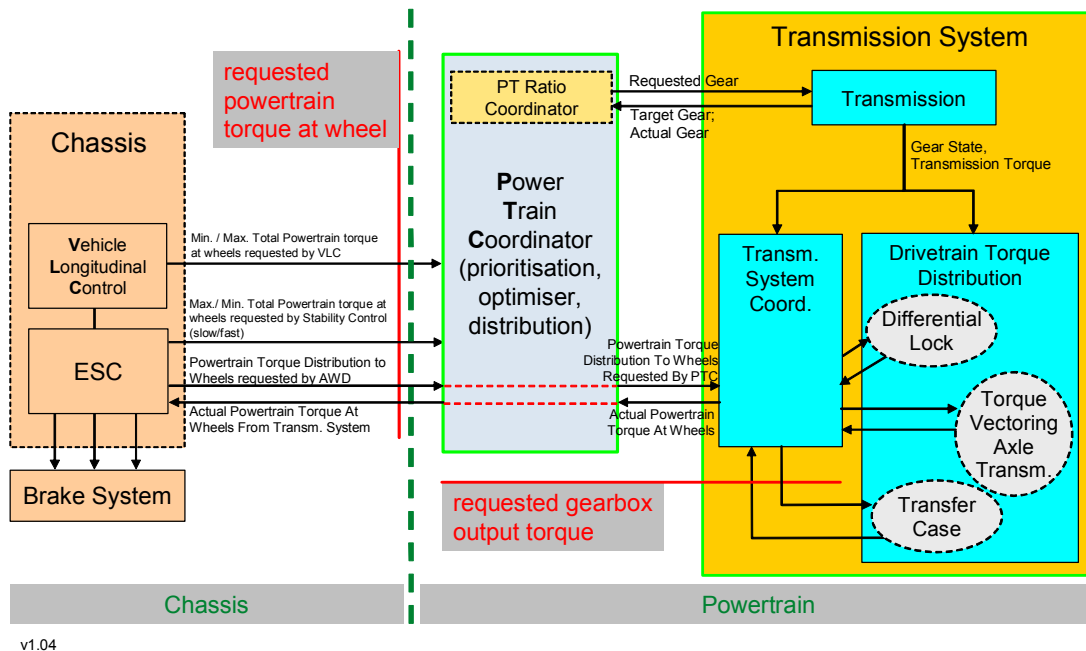 Transmission System
requested
powertrain
torque at wheel
PT Ratio
Coordinator
Requested Gear
Target Gear;
Actual Gear
Transmission
Chassis
Gear State,
Transmission Torque
Power
Train
Coordinator
(prioritisation,
optimiser,
distribution)
Vehicle
Longitudinal
Control
Min. / Max. Total Powertrain torque
at wheels requested by VLC
Transm.
System
Coord.
Drivetrain Torque
Distribution
Differential
Lock
Max./ Min. Total Powertrain torque at
wheels requested by Stability Control
(slow/fast)
ESC
Powertrain Torque Distribution to
Wheels requested by AWD
Powertrain Torque
Distribution To Wheels
Requested By PTC
Actual Powertrain Torque At
Wheels From Transm. System
Actual Powertrain
Torque At Wheels
Torque
Vectoring
Axle
Transm.
Brake System
requested gearbox
output torque
Transfer
Case
Chassis
Powertrain
v1.04